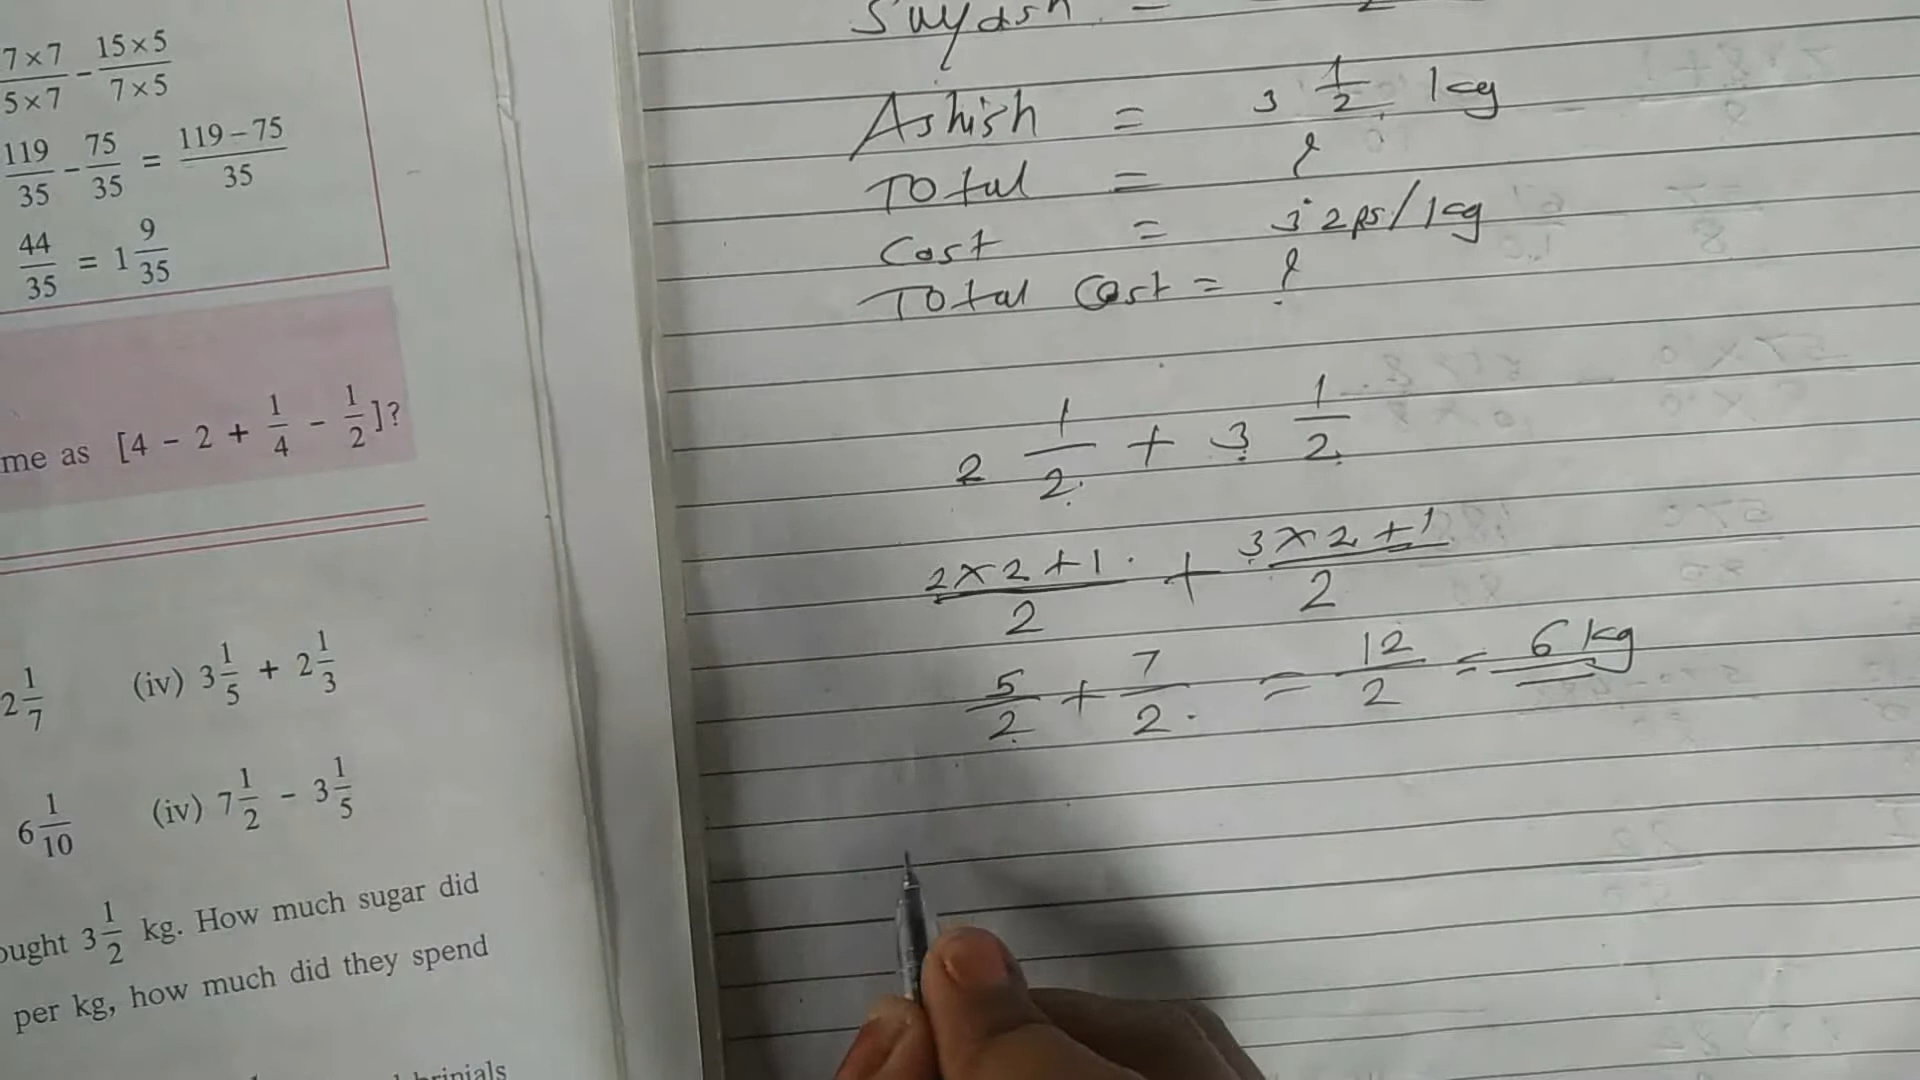 7×7/5×7 − 15×5/7×5
119/35 − 75/35 = 119−75/35
44/35 = 1 9/35
me as [4 − 2 + 1/4 − 1/2]?
2 1/7 (iv) 3 1/5 + 2 1/3
6 1/10 (iv) 7 1/2 − 3 1/5
ought 3 1/2 kg. How much sugar did
per kg, how much did they spend
brinjals
Suyash =
Ashish = 3 1/2 kg
Total = ?
Cost = 32 ps/kg
Total Cost = ?
2 1/2 + 3 1/2
2×2+1/2 + 3×2+1/2
5/2 + 7/2 = 12/2 = 6 kg